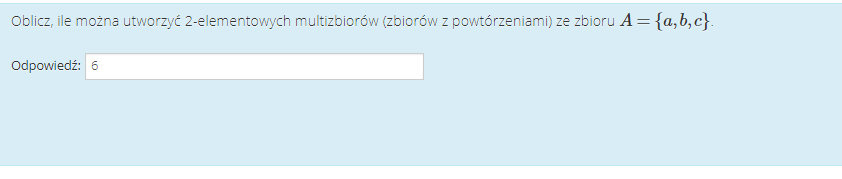 Oblicz, ile można utworzyć 2-elementowych multizbiorów (zbiorów z powtórzeniami) ze zbioru A = {a, b, c}.
Odpowiedź: 6